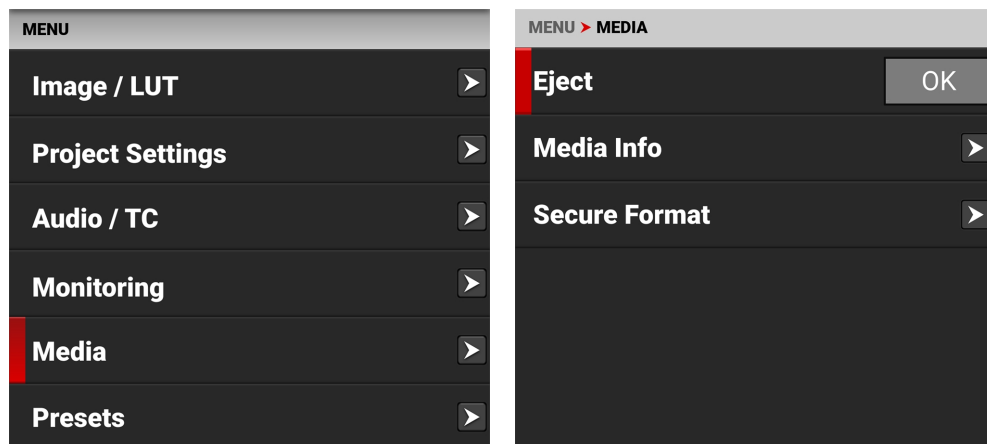 MENU
Image / LUT
Project Settings
Audio / TC
Monitoring
Media
Presets
MENU ➤ MEDIA
Eject OK
Media Info
Secure Format